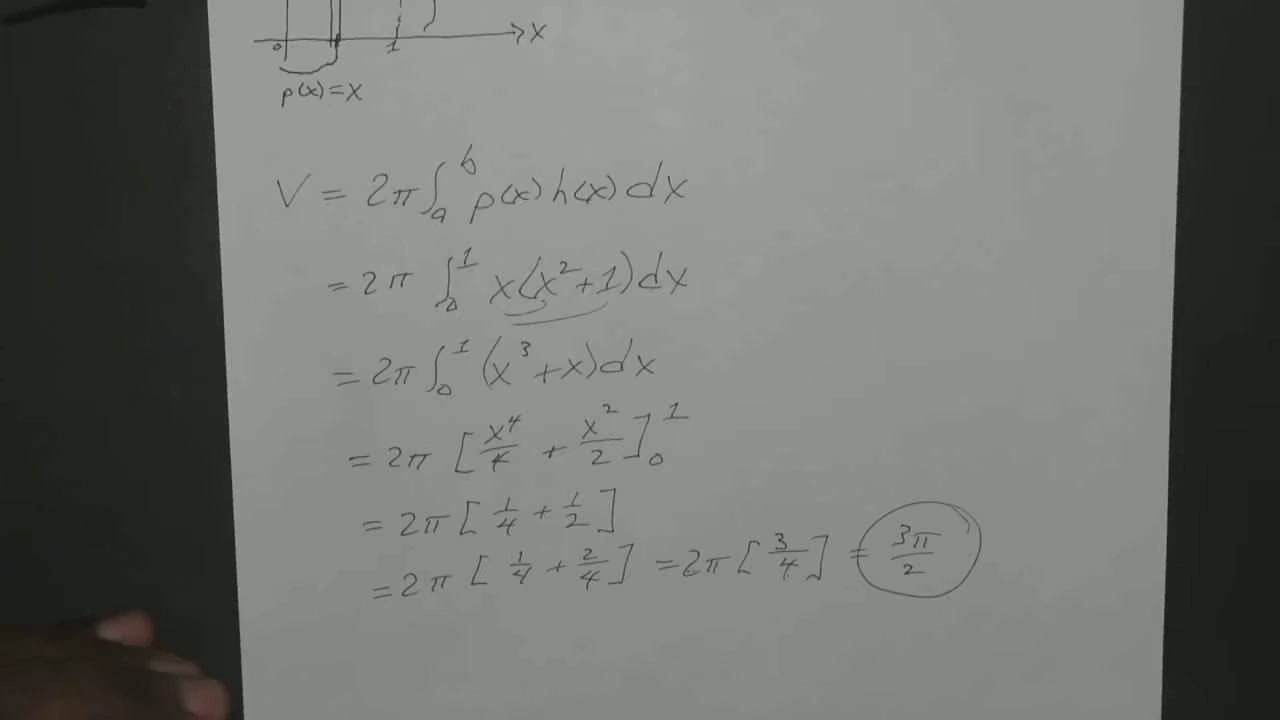 0 1 x
p(x) = x
V = 2π ∫_a^b p(x) h(x) dx
= 2π ∫_0^1 x(x² + 1) dx
= 2π ∫_0^1 (x³ + x) dx
= 2π [x⁴/4 + x²/2]_0^1
= 2π [1/4 + 1/2]
= 2π [1/4 + 2/4] = 2π [3/4] = 3π/2